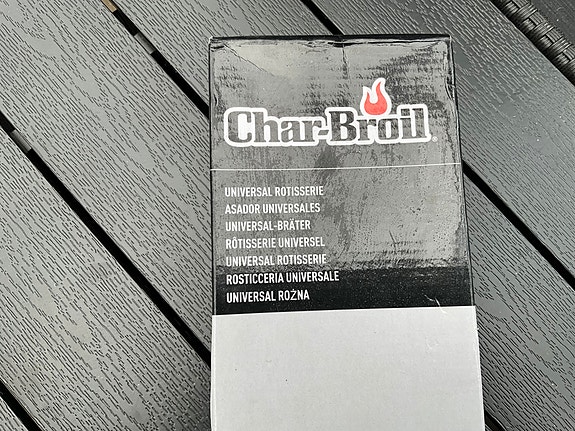 Char-Broil®
UNIVERSAL ROTISSERIE
ASADOR UNIVERSALES
UNIVERSAL-BRÄTER
RÔTISSERIE UNIVERSEL
UNIVERSAL ROTISSERIE
ROSTICCERIA UNIVERSALE
UNIVERSAL ROŻNA